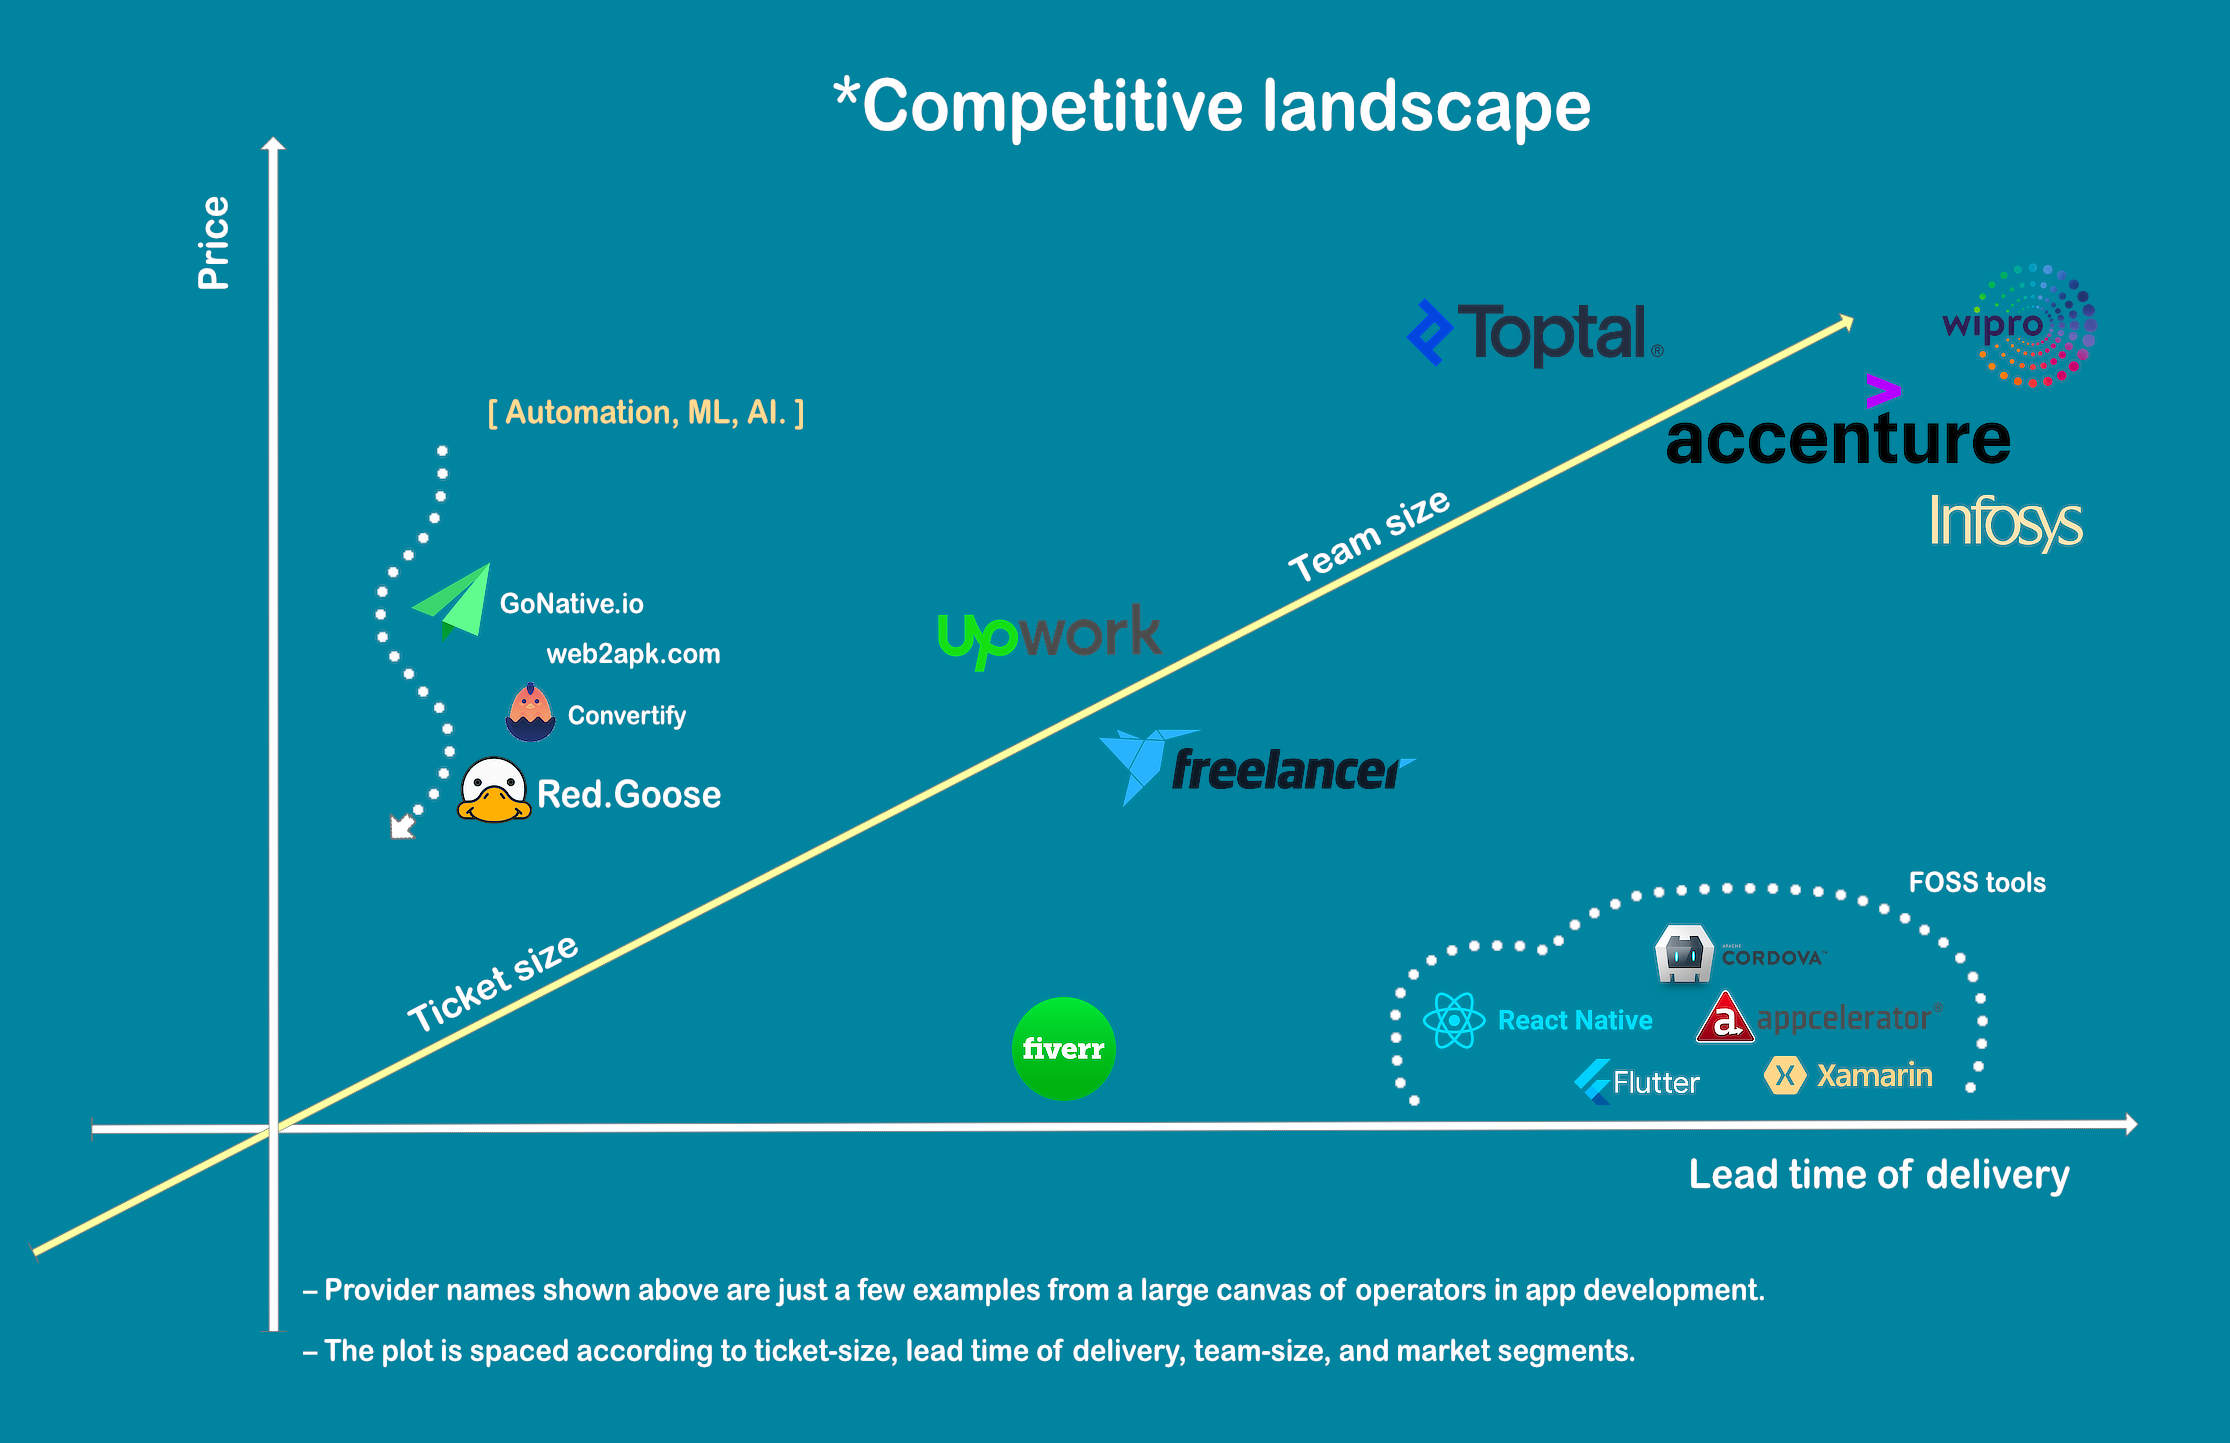 *Competitive landscape
Price
Toptal®
wipro
[ Automation, ML, AI. ]
accenture
Infosys
Team size
GoNative.io
upwork
web2apk.com
Convertify
freelancer
Red.Goose
FOSS tools
APACHE
CORDOVA™
Ticket size
React Native
a appcelerator®
fiverr
Flutter
Xamarin
Lead time of delivery
– Provider names shown above are just a few examples from a large canvas of operators in app development.
– The plot is spaced according to ticket-size, lead time of delivery, team-size, and market segments.